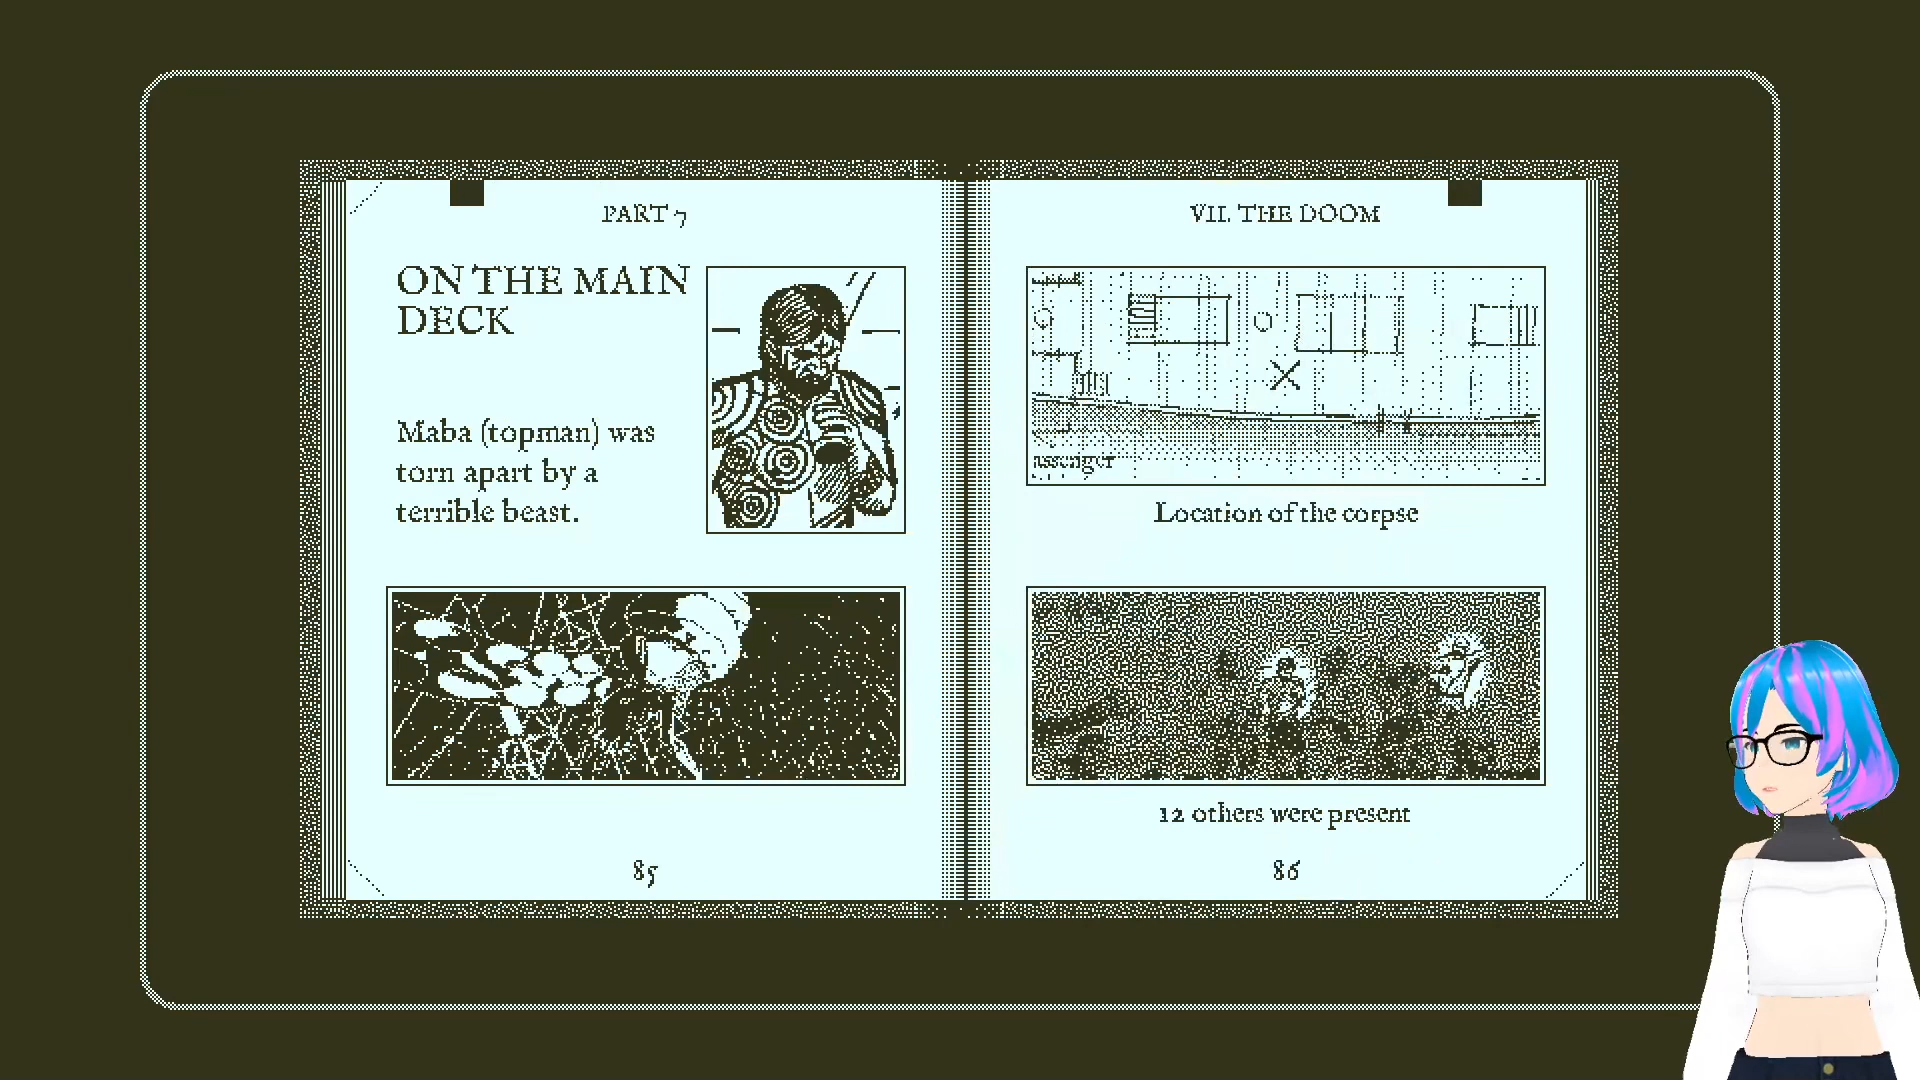 PART 7
ON THE MAIN
DECK
Maba (topman) was
torn apart by a
terrible beast.
85
VII. THE DOOM
assenger
Location of the corpse
12 others were present
86